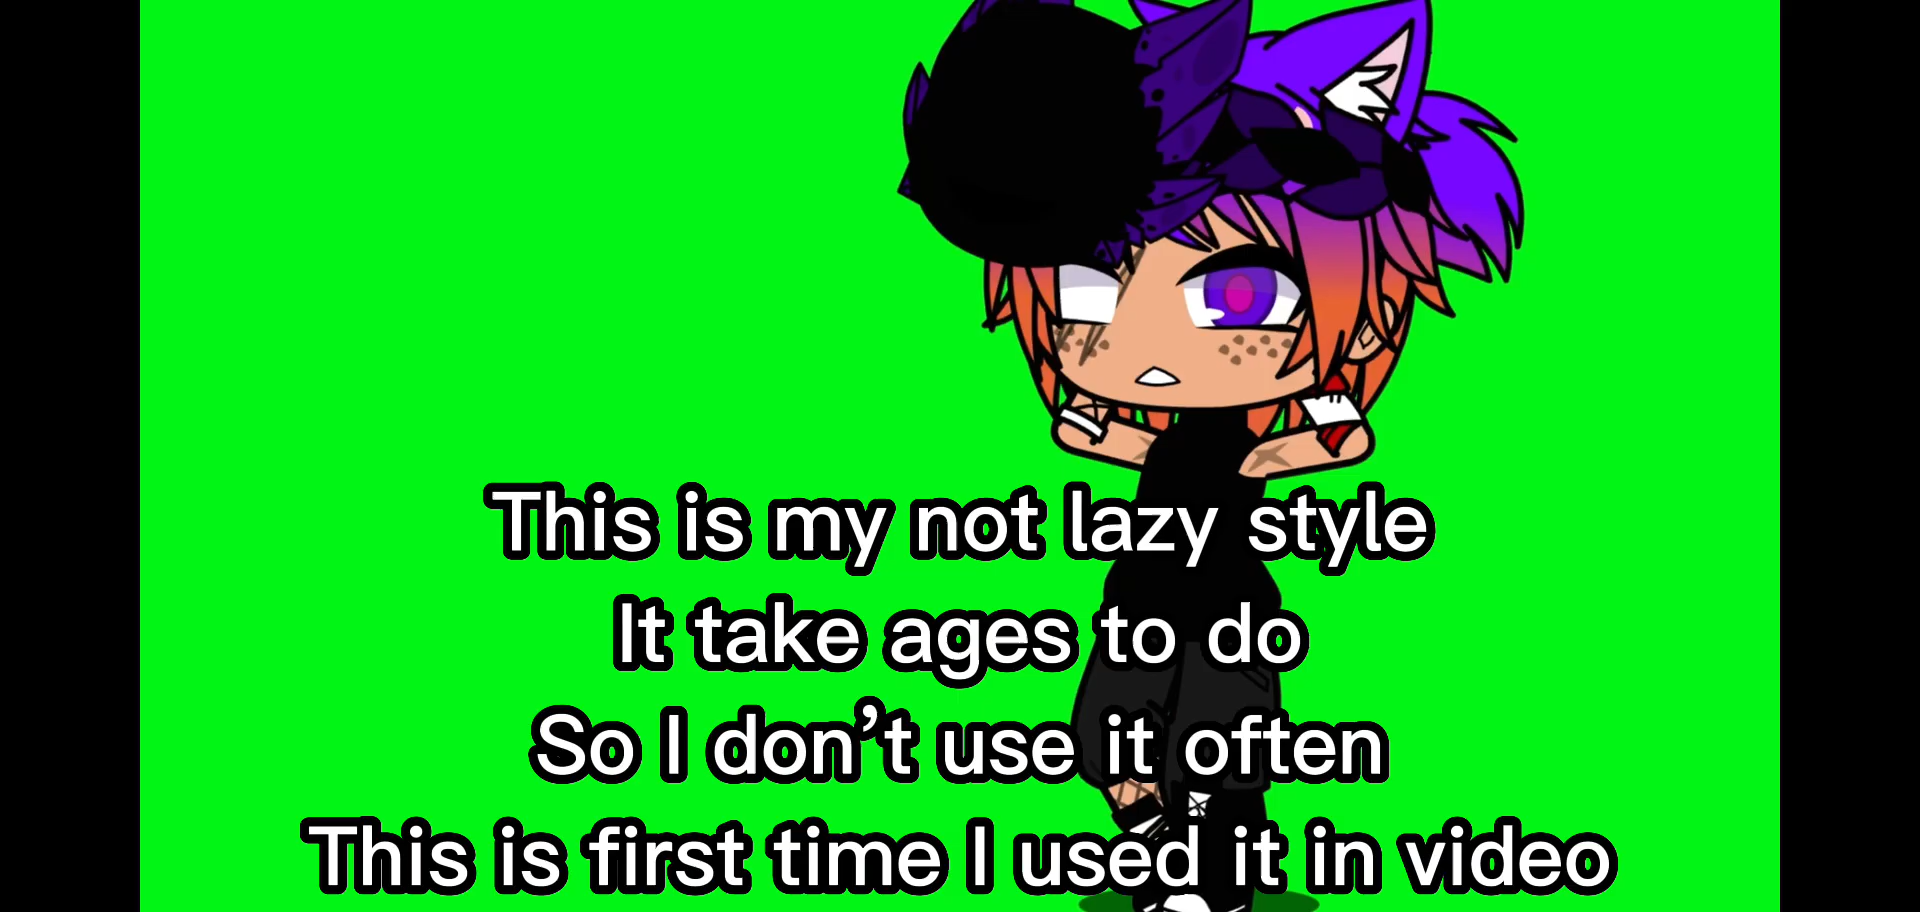 This is my not lazy style
It take ages to do
So I don’t use it often
This is first time I used it in video